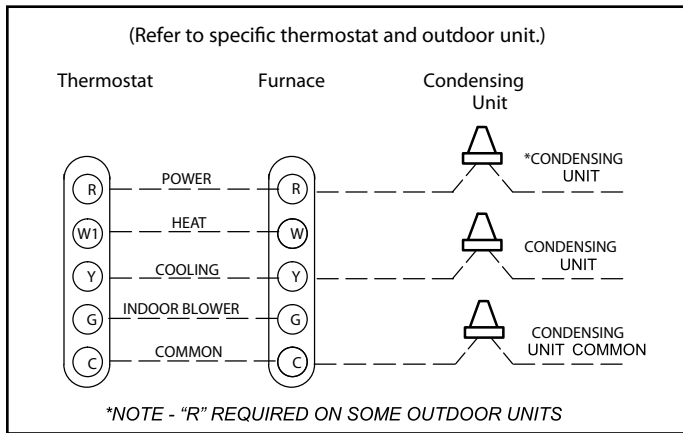 (Refer to specific thermostat and outdoor unit.)
Thermostat
Furnace
Condensing
Unit
R
POWER
R
*CONDENSING
UNIT
W1
HEAT
W
Y
COOLING
Y
CONDENSING
UNIT
G
INDOOR BLOWER
G
C
COMMON
C
CONDENSING
UNIT COMMON
*NOTE - "R" REQUIRED ON SOME OUTDOOR UNITS